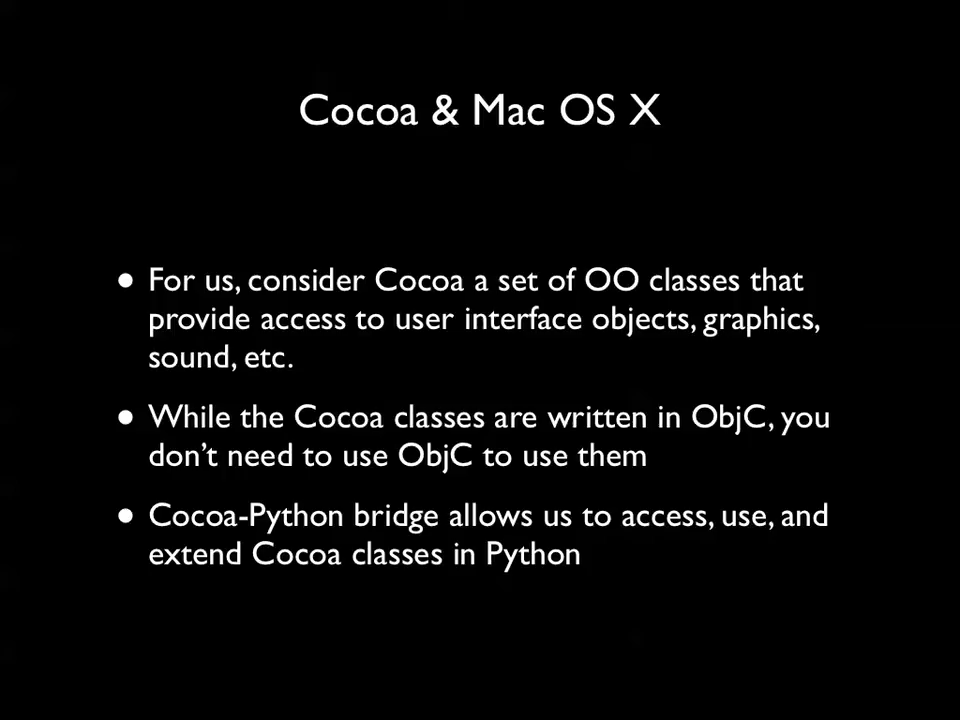 Cocoa & Mac OS X
• For us, consider Cocoa a set of OO classes that
provide access to user interface objects, graphics,
sound, etc.
• While the Cocoa classes are written in ObjC, you
don’t need to use ObjC to use them
• Cocoa-Python bridge allows us to access, use, and
extend Cocoa classes in Python